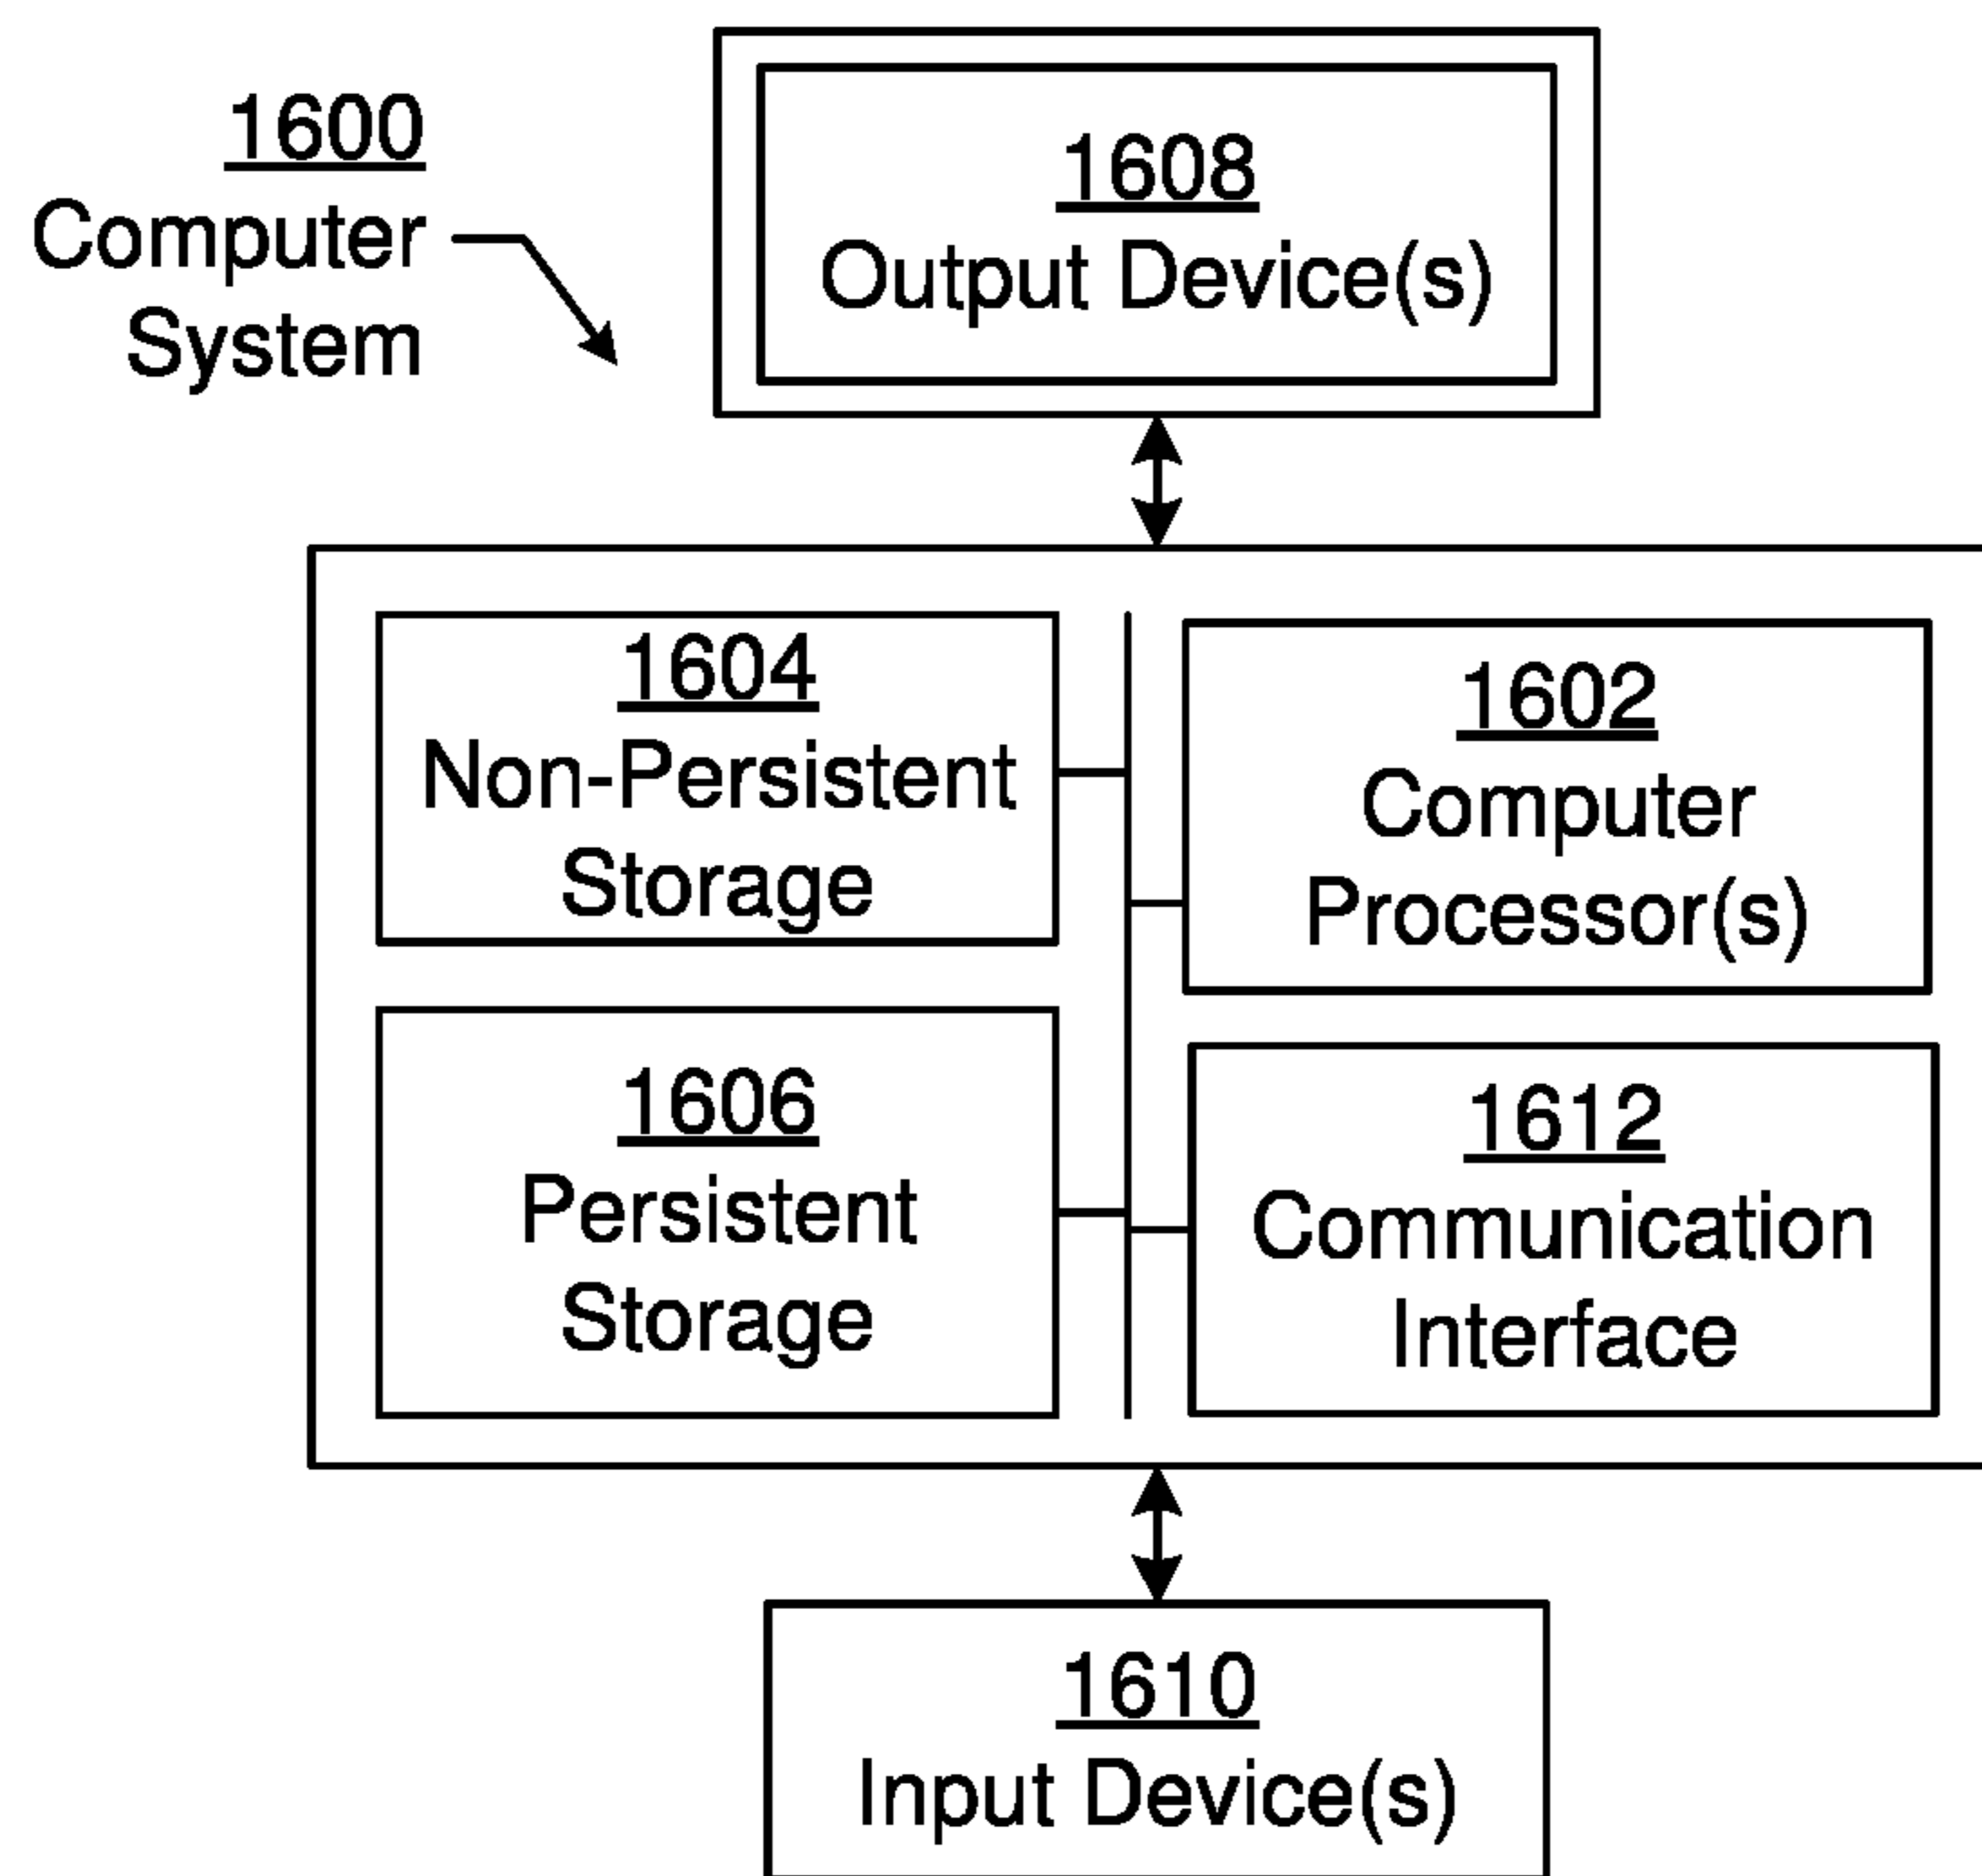 1600
Computer
System
1608
Output Device(s)
1604
Non-Persistent
Storage
1602
Computer
Processor(s)
1606
Persistent
Storage
1612
Communication
Interface
1610
Input Device(s)